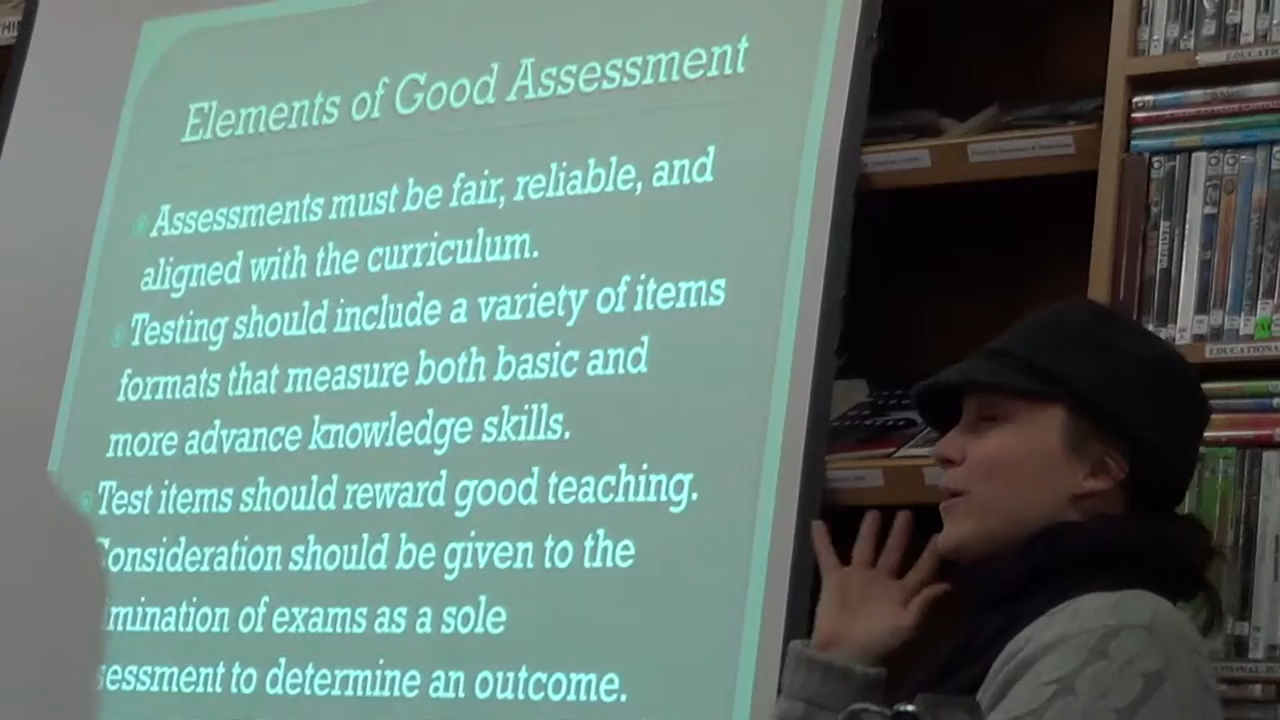 Elements of Good Assessment
Assessments must be fair, reliable, and
aligned with the curriculum.
Testing should include a variety of items
formats that measure both basic and
more advance knowledge skills.
Test items should reward good teaching.
onsideration should be given to the
mination of exams as a sole
sessment to determine an outcome.
EDUCATIONA